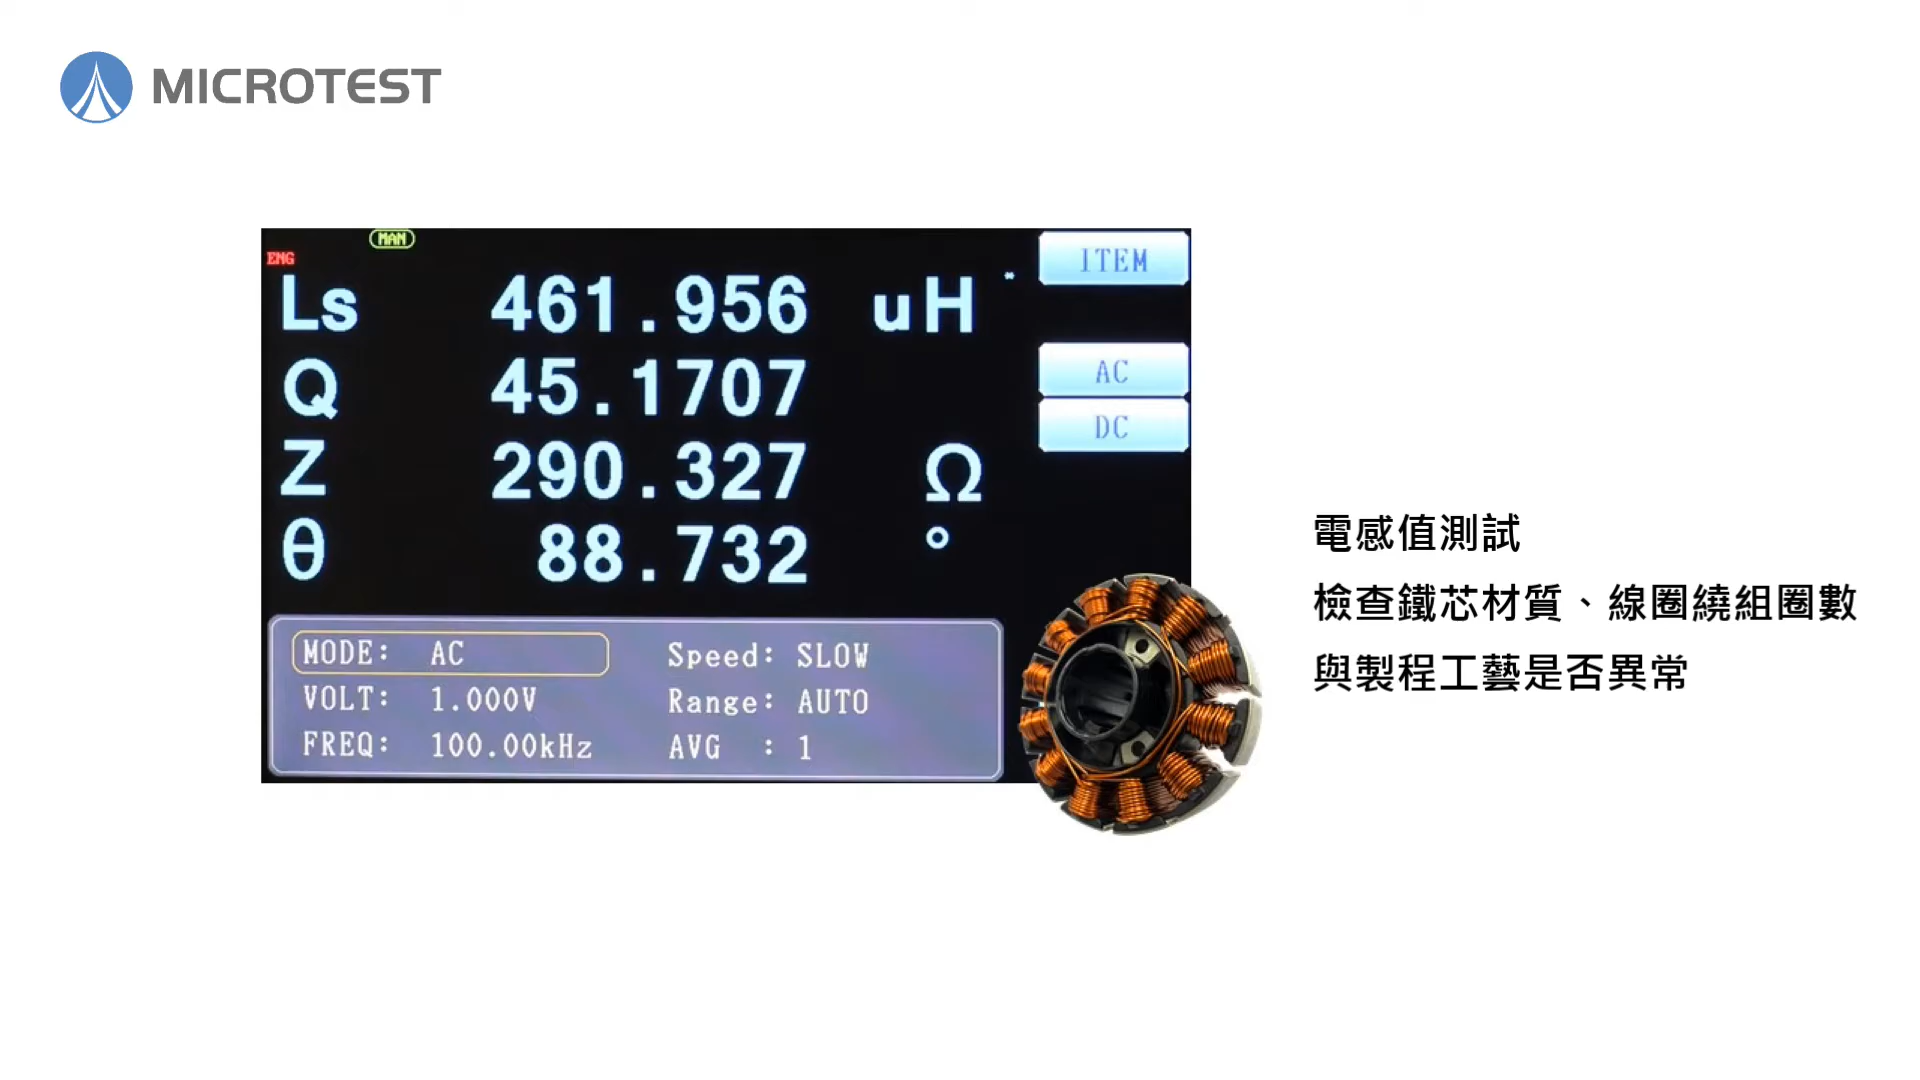 MICROTEST
MAN
ENG
Ls 461.956 uH *
Q 45.1707
Z 290.327 Ω
θ 88.732 °
ITEM
AC
DC
MODE: AC Speed: SLOW
VOLT: 1.000V Range: AUTO
FREQ: 100.00kHz AVG : 1
電感值測試
檢查鐵芯材質、線圈繞組圈數
與製程工藝是否異常